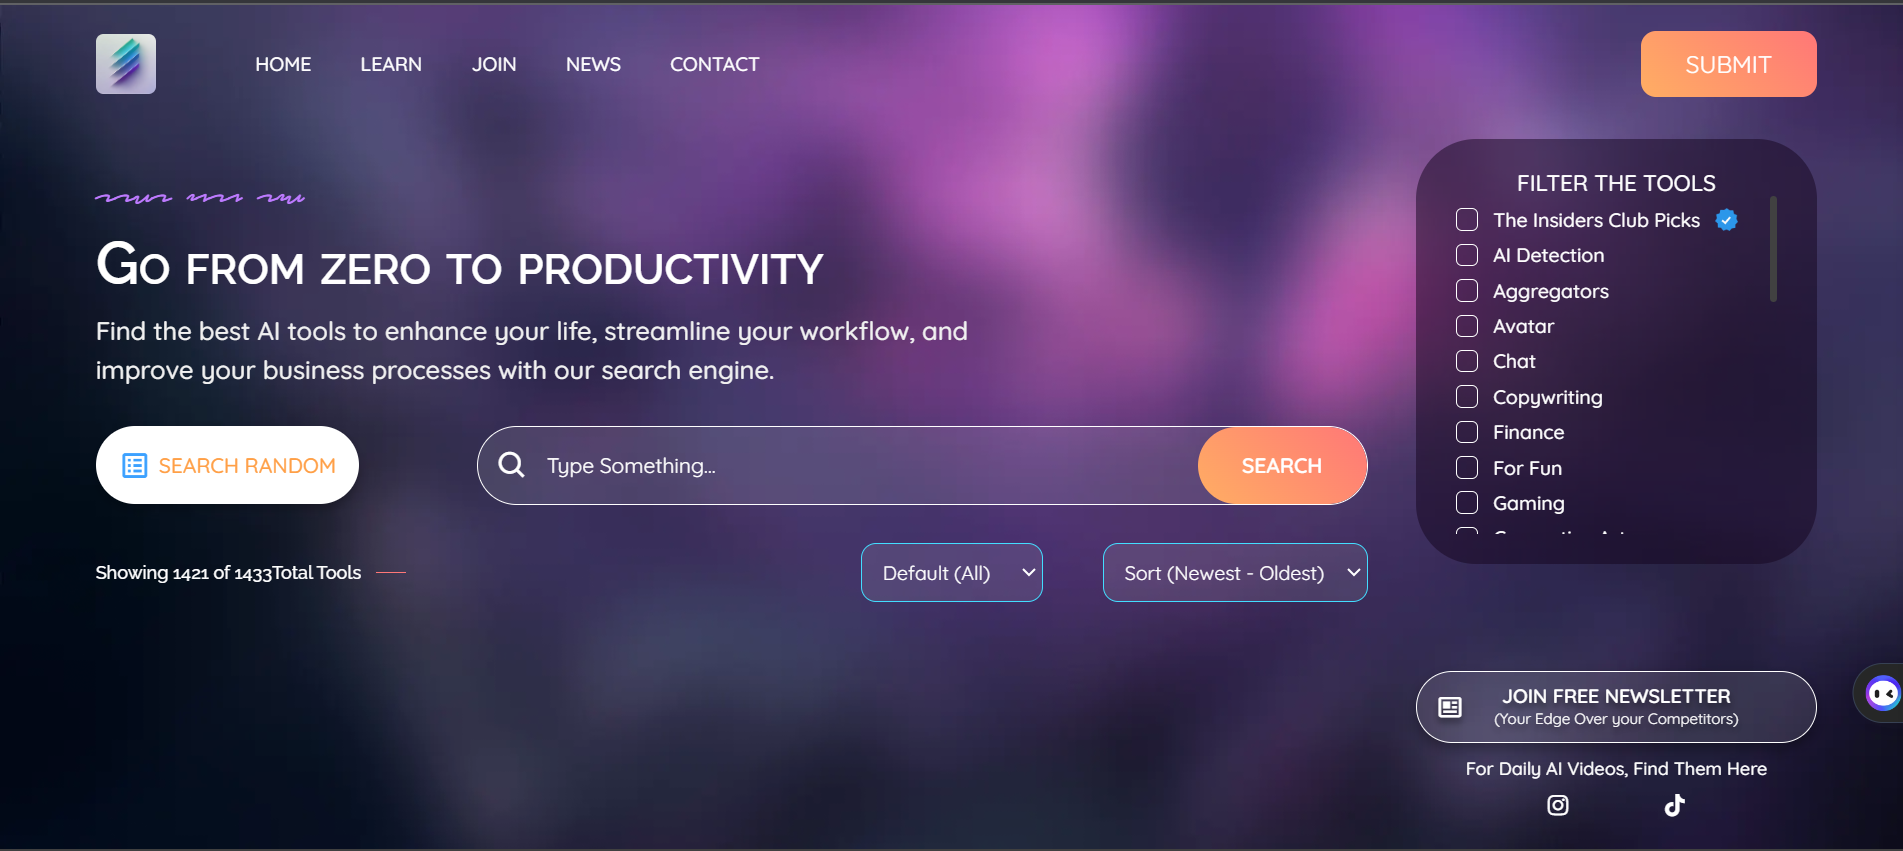 HOME LEARN JOIN NEWS CONTACT
SUBMIT
Go from zero to productivity
Find the best AI tools to enhance your life, streamline your workflow, and
improve your business processes with our search engine.
SEARCH RANDOM
Type Something...
SEARCH
Showing 1421 of 1433Total Tools
Default (All)
Sort (Newest - Oldest)
FILTER THE TOOLS
The Insiders Club Picks
AI Detection
Aggregators
Avatar
Chat
Copywriting
Finance
For Fun
Gaming
JOIN FREE NEWSLETTER
(Your Edge Over your Competitors)
For Daily AI Videos, Find Them Here